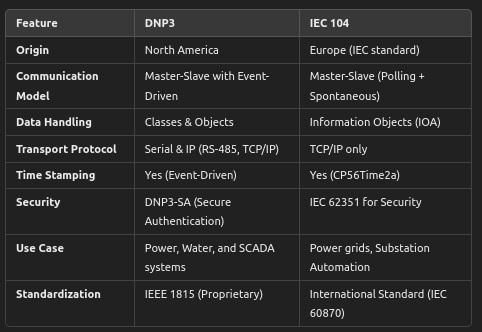 Feature DNP3 IEC 104
Origin North America Europe (IEC standard)
Communication Master-Slave with Event- Master-Slave (Polling +
Model Driven Spontaneous)
Data Handling Classes & Objects Information Objects (IOA)
Transport Protocol Serial & IP (RS-485, TCP/IP) TCP/IP only
Time Stamping Yes (Event-Driven) Yes (CP56Time2a)
Security DNP3-SA (Secure IEC 62351 for Security
Authentication)
Use Case Power, Water, and SCADA Power grids, Substation
systems Automation
Standardization IEEE 1815 (Proprietary) International Standard (IEC
60870)